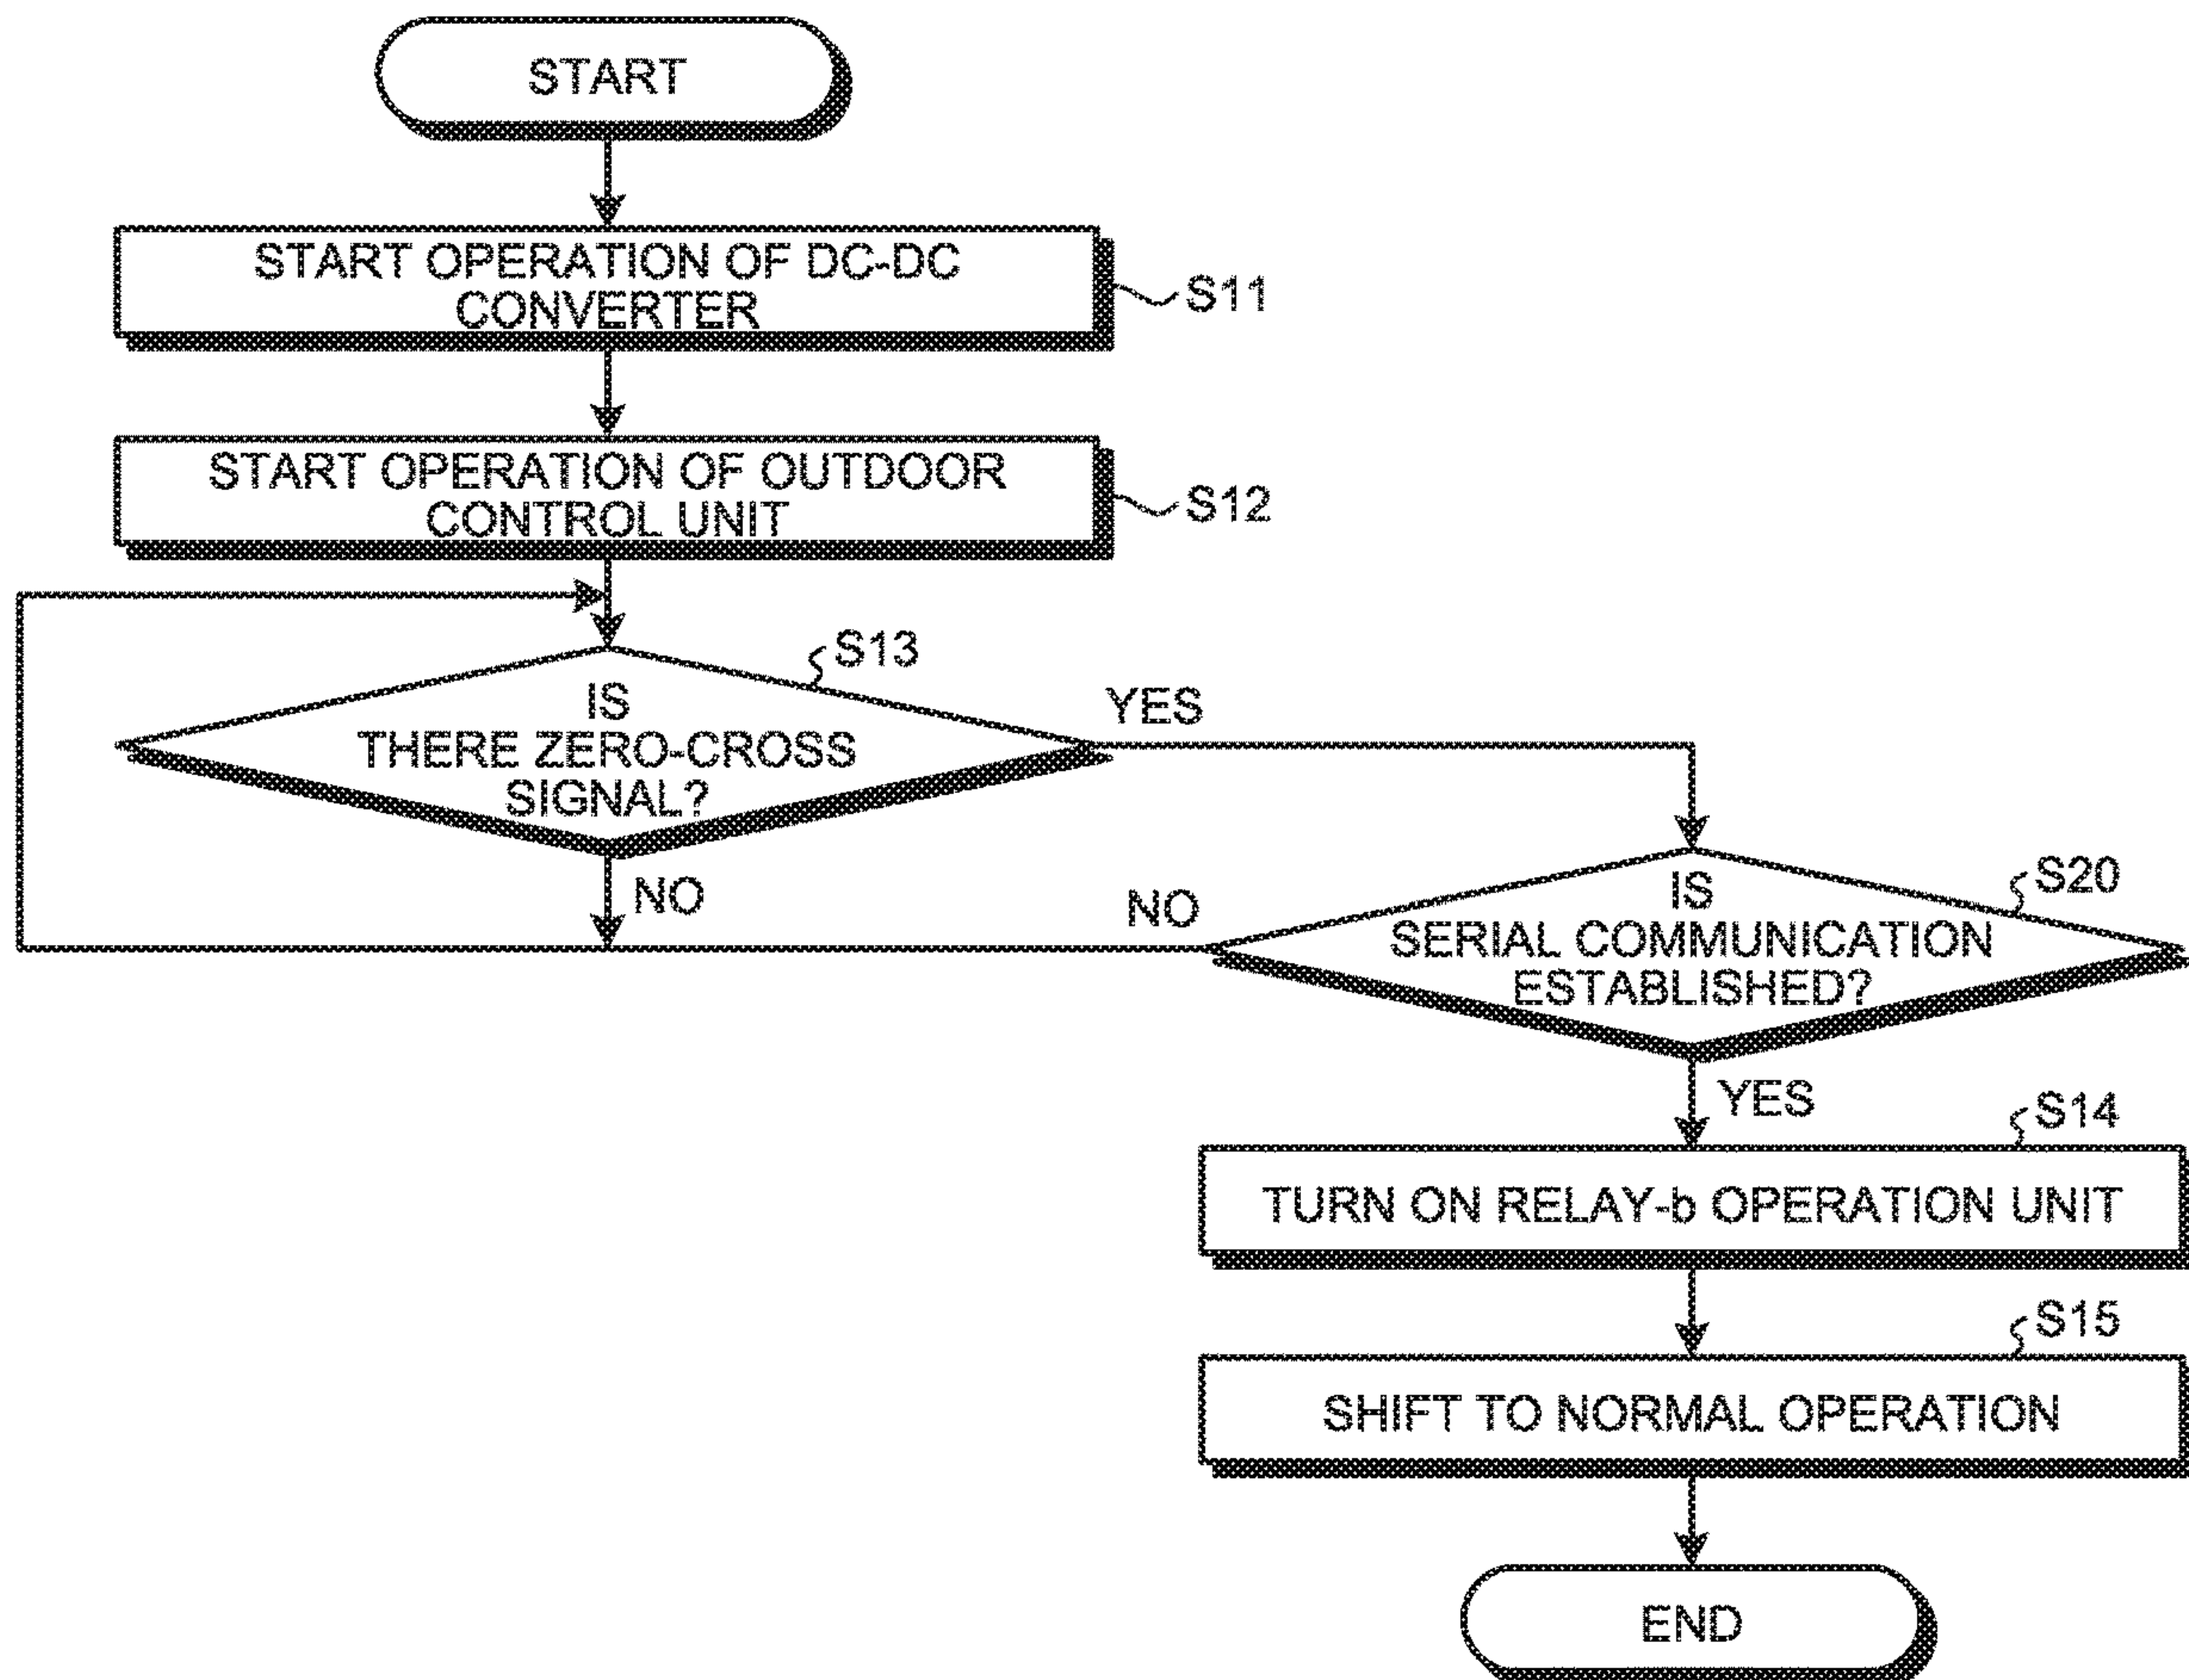 START
START OPERATION OF DC-DC
CONVERTER
S11
START OPERATION OF OUTDOOR
CONTROL UNIT
S12
S13
IS
THERE ZERO-CROSS
SIGNAL?
YES
NO
S20
IS
SERIAL COMMUNICATION
ESTABLISHED?
NO
YES
S14
TURN ON RELAY-b OPERATION UNIT
S15
SHIFT TO NORMAL OPERATION
END